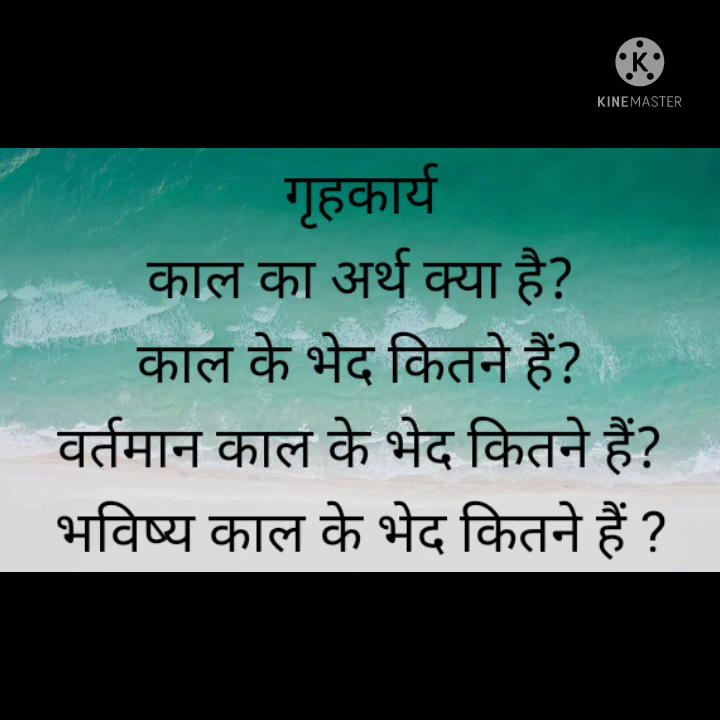 KINEMASTER
गृहकार्य
काल का अर्थ क्या है?
काल के भेद कितने हैं?
वर्तमान काल के भेद कितने हैं?
भविष्य काल के भेद कितने हैं ?